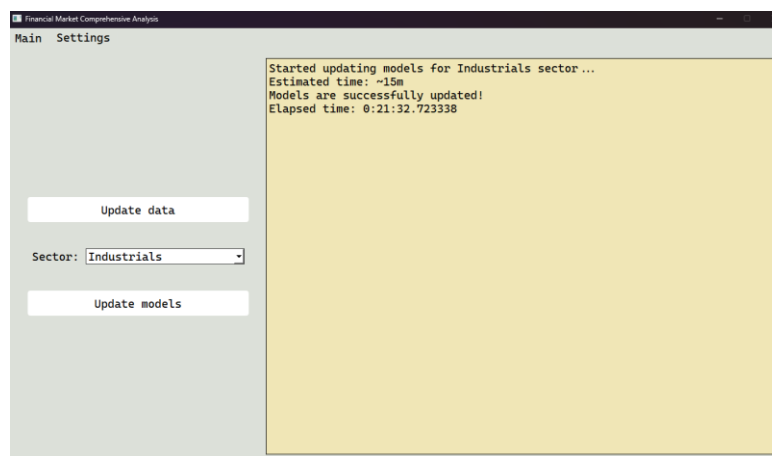 Financial Market Comprehensive Analysis
Main Settings
Started updating models for Industrials sector...
Estimated time: ~15m
Models are successfully updated!
Elapsed time: 0:21:32.723338
Update data
Sector: Industrials
Update models